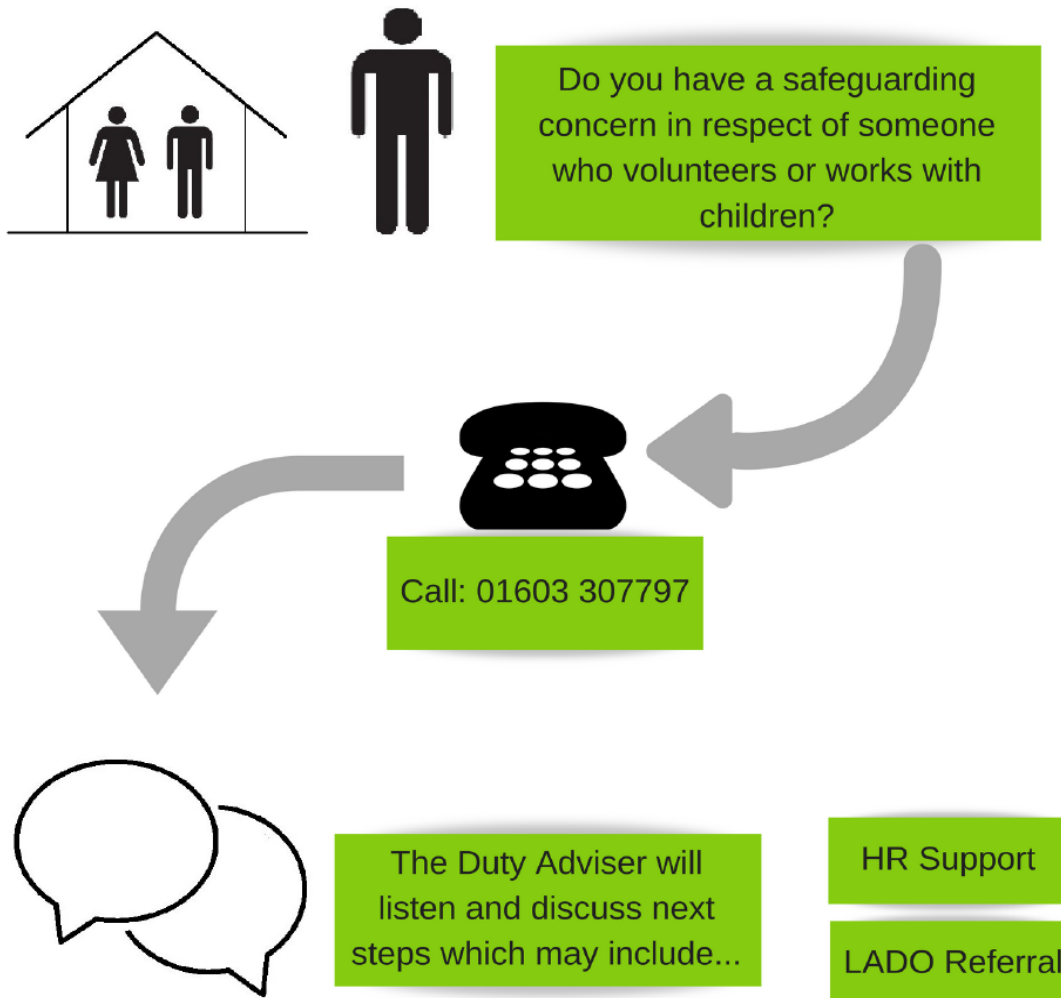 Do you have a safeguarding
concern in respect of someone
who volunteers or works with
children?
Call: 01603 307797
The Duty Adviser will
listen and discuss next
steps which may include...
HR Support
LADO Referral